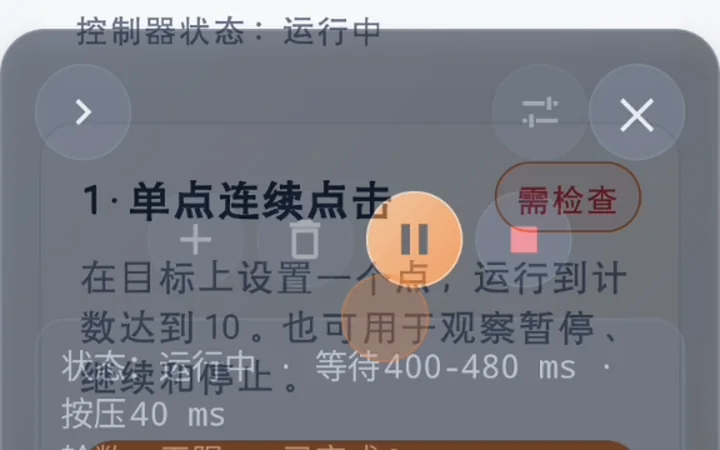 控制器状态：运行中
1·单点连续点击
需检查
在目标上设置一个点，运行到计
数达到10。也可用于观察暂停、
继续和停止。
状态：运行中 · 等待400-480 ms ·
按压40 ms